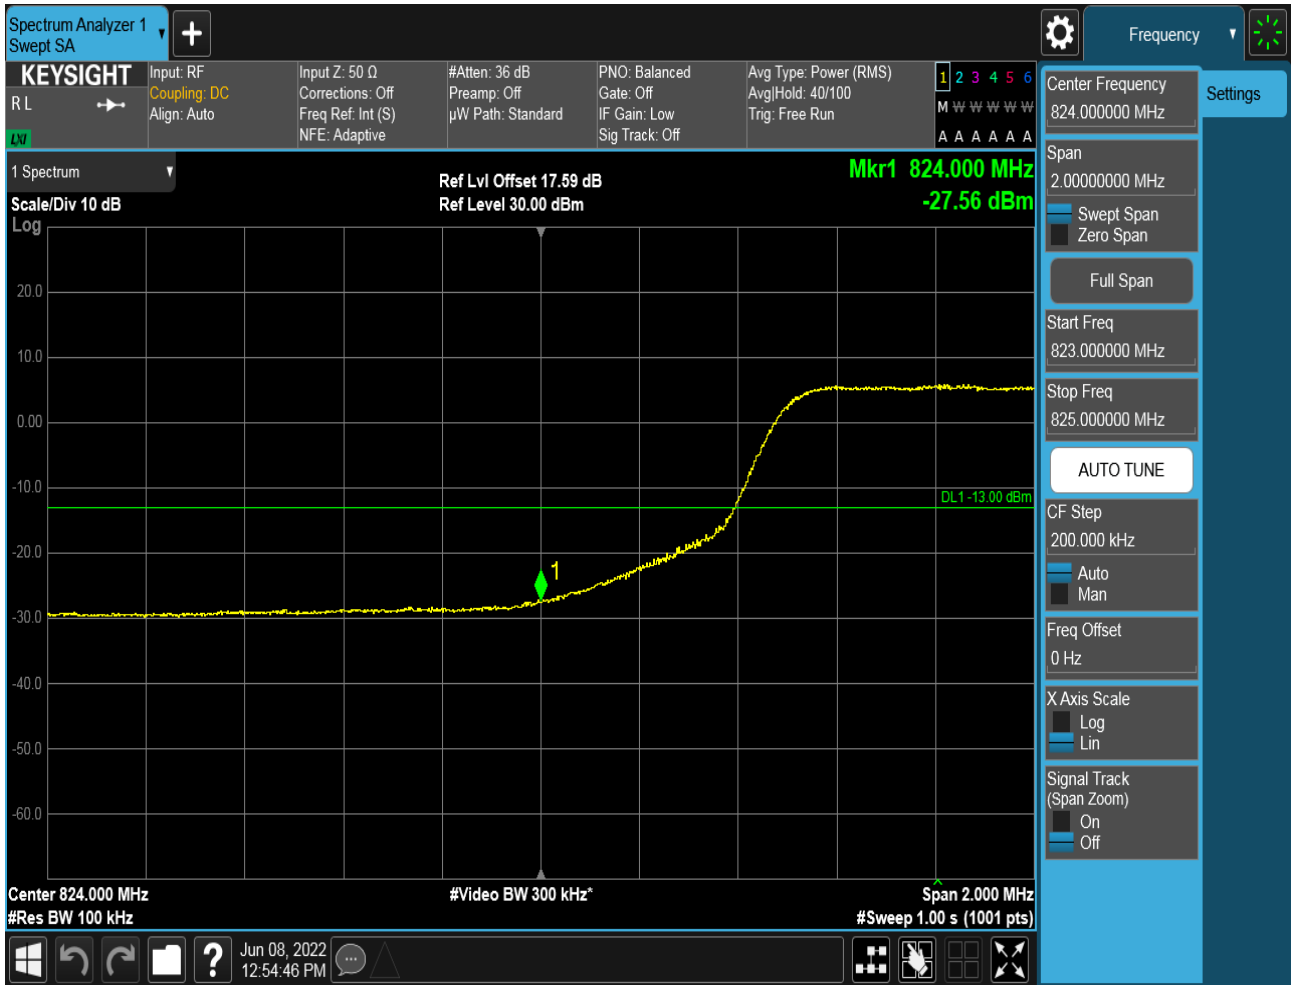 Spectrum Analyzer 1
Swept SA
Frequency
KEYSIGHT
R L
LXI
Input: RF
Coupling: DC
Align: Auto
Input Z: 50 Ω
Corrections: Off
Freq Ref: Int (S)
NFE: Adaptive
#Atten: 36 dB
Preamp: Off
µW Path: Standard
PNO: Balanced
Gate: Off
IF Gain: Low
Sig Track: Off
Avg Type: Power (RMS)
Avg|Hold: 40/100
Trig: Free Run
1 2 3 4 5 6
M W W W W W
A A A A A A
1 Spectrum
Scale/Div 10 dB
Log
Ref Lvl Offset 17.59 dB
Ref Level 30.00 dBm
Mkr1 824.000 MHz
-27.56 dBm
20.0
10.0
0.00
-10.0
-20.0
-30.0
-40.0
-50.0
-60.0
DL1 -13.00 dBm
1
Center 824.000 MHz
#Res BW 100 kHz
#Video BW 300 kHz*
Span 2.000 MHz
#Sweep 1.00 s (1001 pts)
Center Frequency
824.000000 MHz
Settings
Span
2.00000000 MHz
Swept Span
Zero Span
Full Span
Start Freq
823.000000 MHz
Stop Freq
825.000000 MHz
AUTO TUNE
CF Step
200.000 kHz
Auto
Man
Freq Offset
0 Hz
X Axis Scale
Log
Lin
Signal Track
(Span Zoom)
On
Off
?
Jun 08, 2022
12:54:46 PM